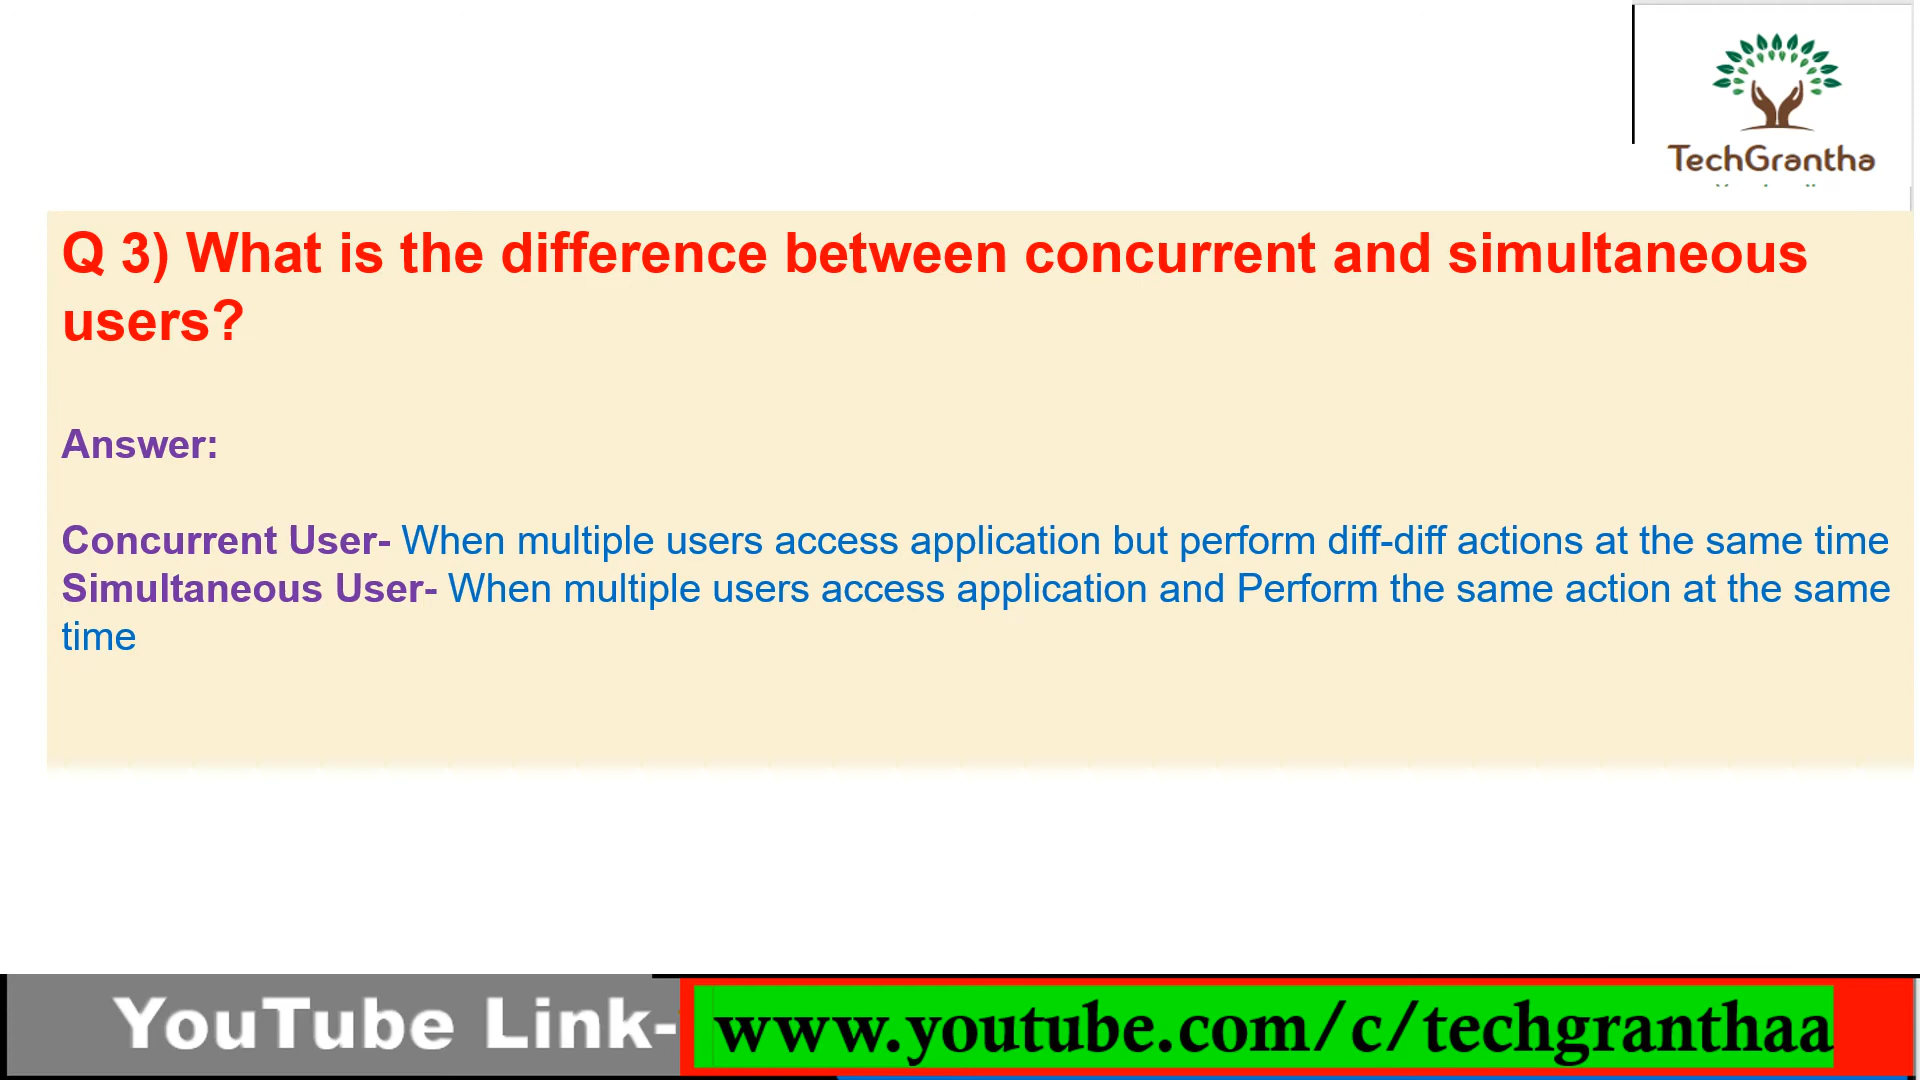 TechGrantha
Q 3) What is the difference between concurrent and simultaneous
users?
Answer:
Concurrent User- When multiple users access application but perform diff-diff actions at the same time
Simultaneous User- When multiple users access application and Perform the same action at the same
time
YouTube Link- www.youtube.com/c/techgranthaa